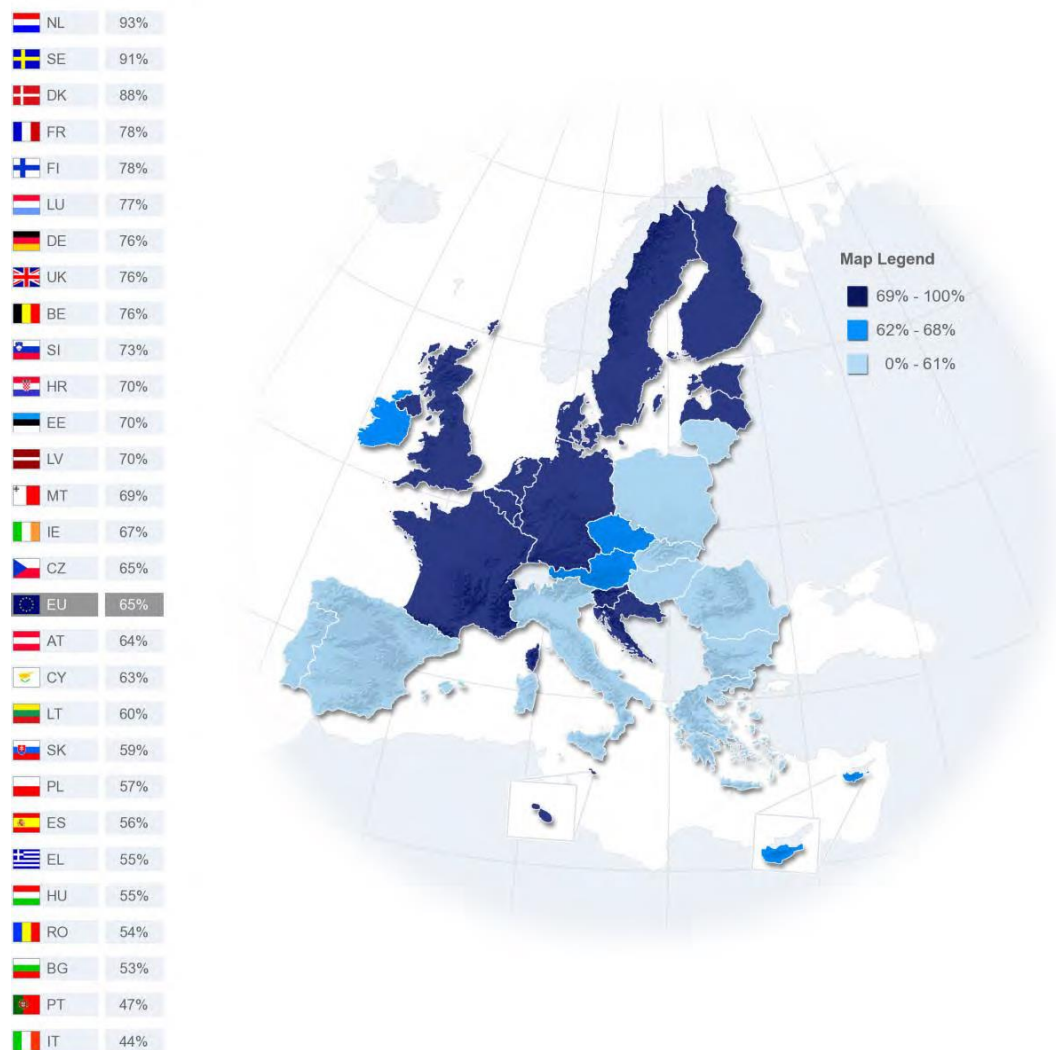 NL 93%
SE 91%
DK 88%
FR 78%
FI 78%
LU 77%
DE 76%
UK 76%
BE 76%
SI 73%
HR 70%
EE 70%
LV 70%
MT 69%
IE 67%
CZ 65%
EU 65%
AT 64%
CY 63%
LT 60%
SK 59%
PL 57%
ES 56%
EL 55%
HU 55%
RO 54%
BG 53%
PT 47%
IT 44%
Map Legend
69% - 100%
62% - 68%
0% - 61%